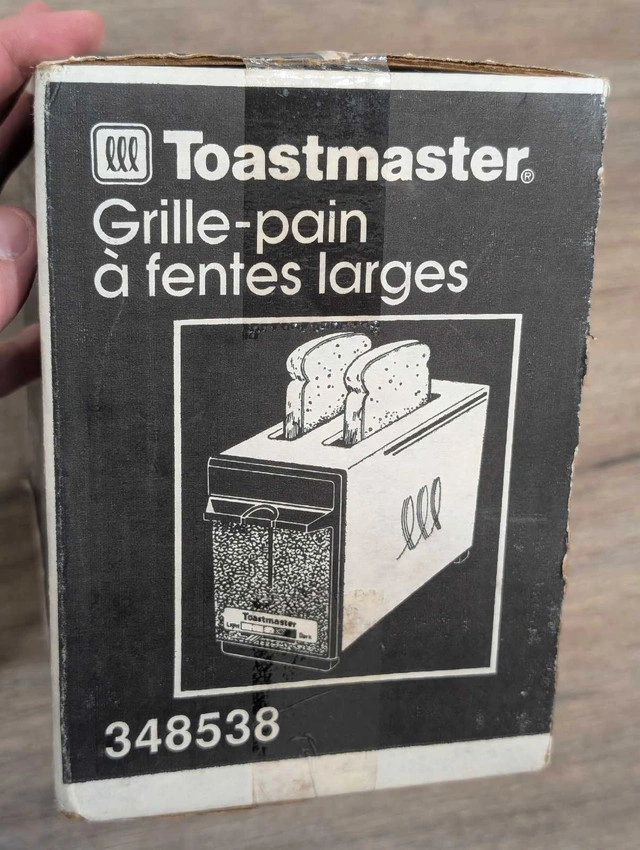 Toastmaster®
Grille-pain
à fentes larges
Toastmaster
Light Dark
348538